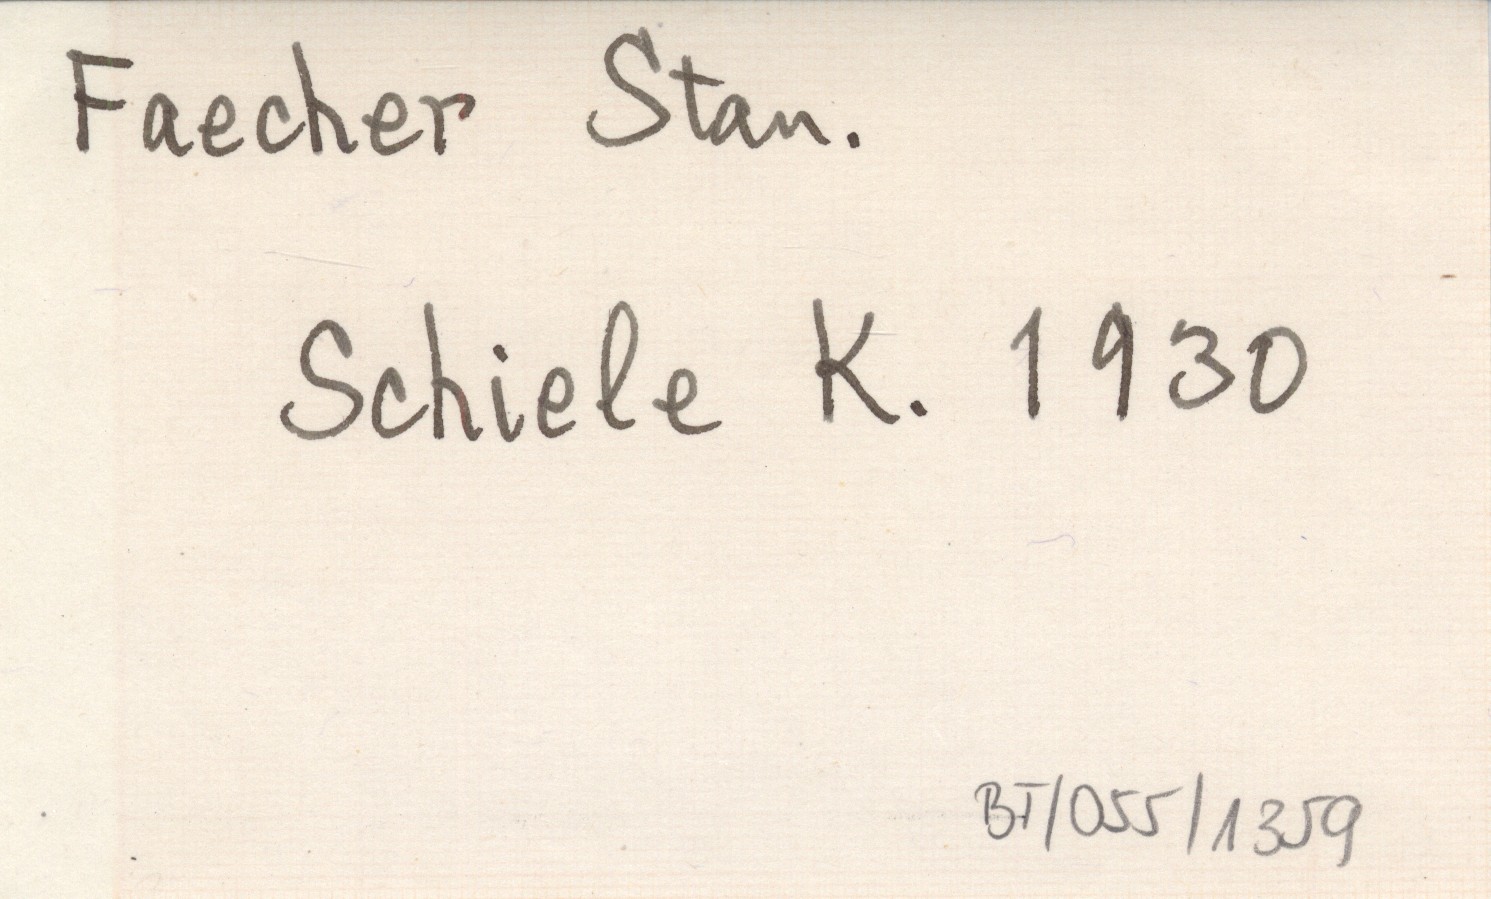 Faecher Stan.
Schiele K. 1930
BT/055/1359